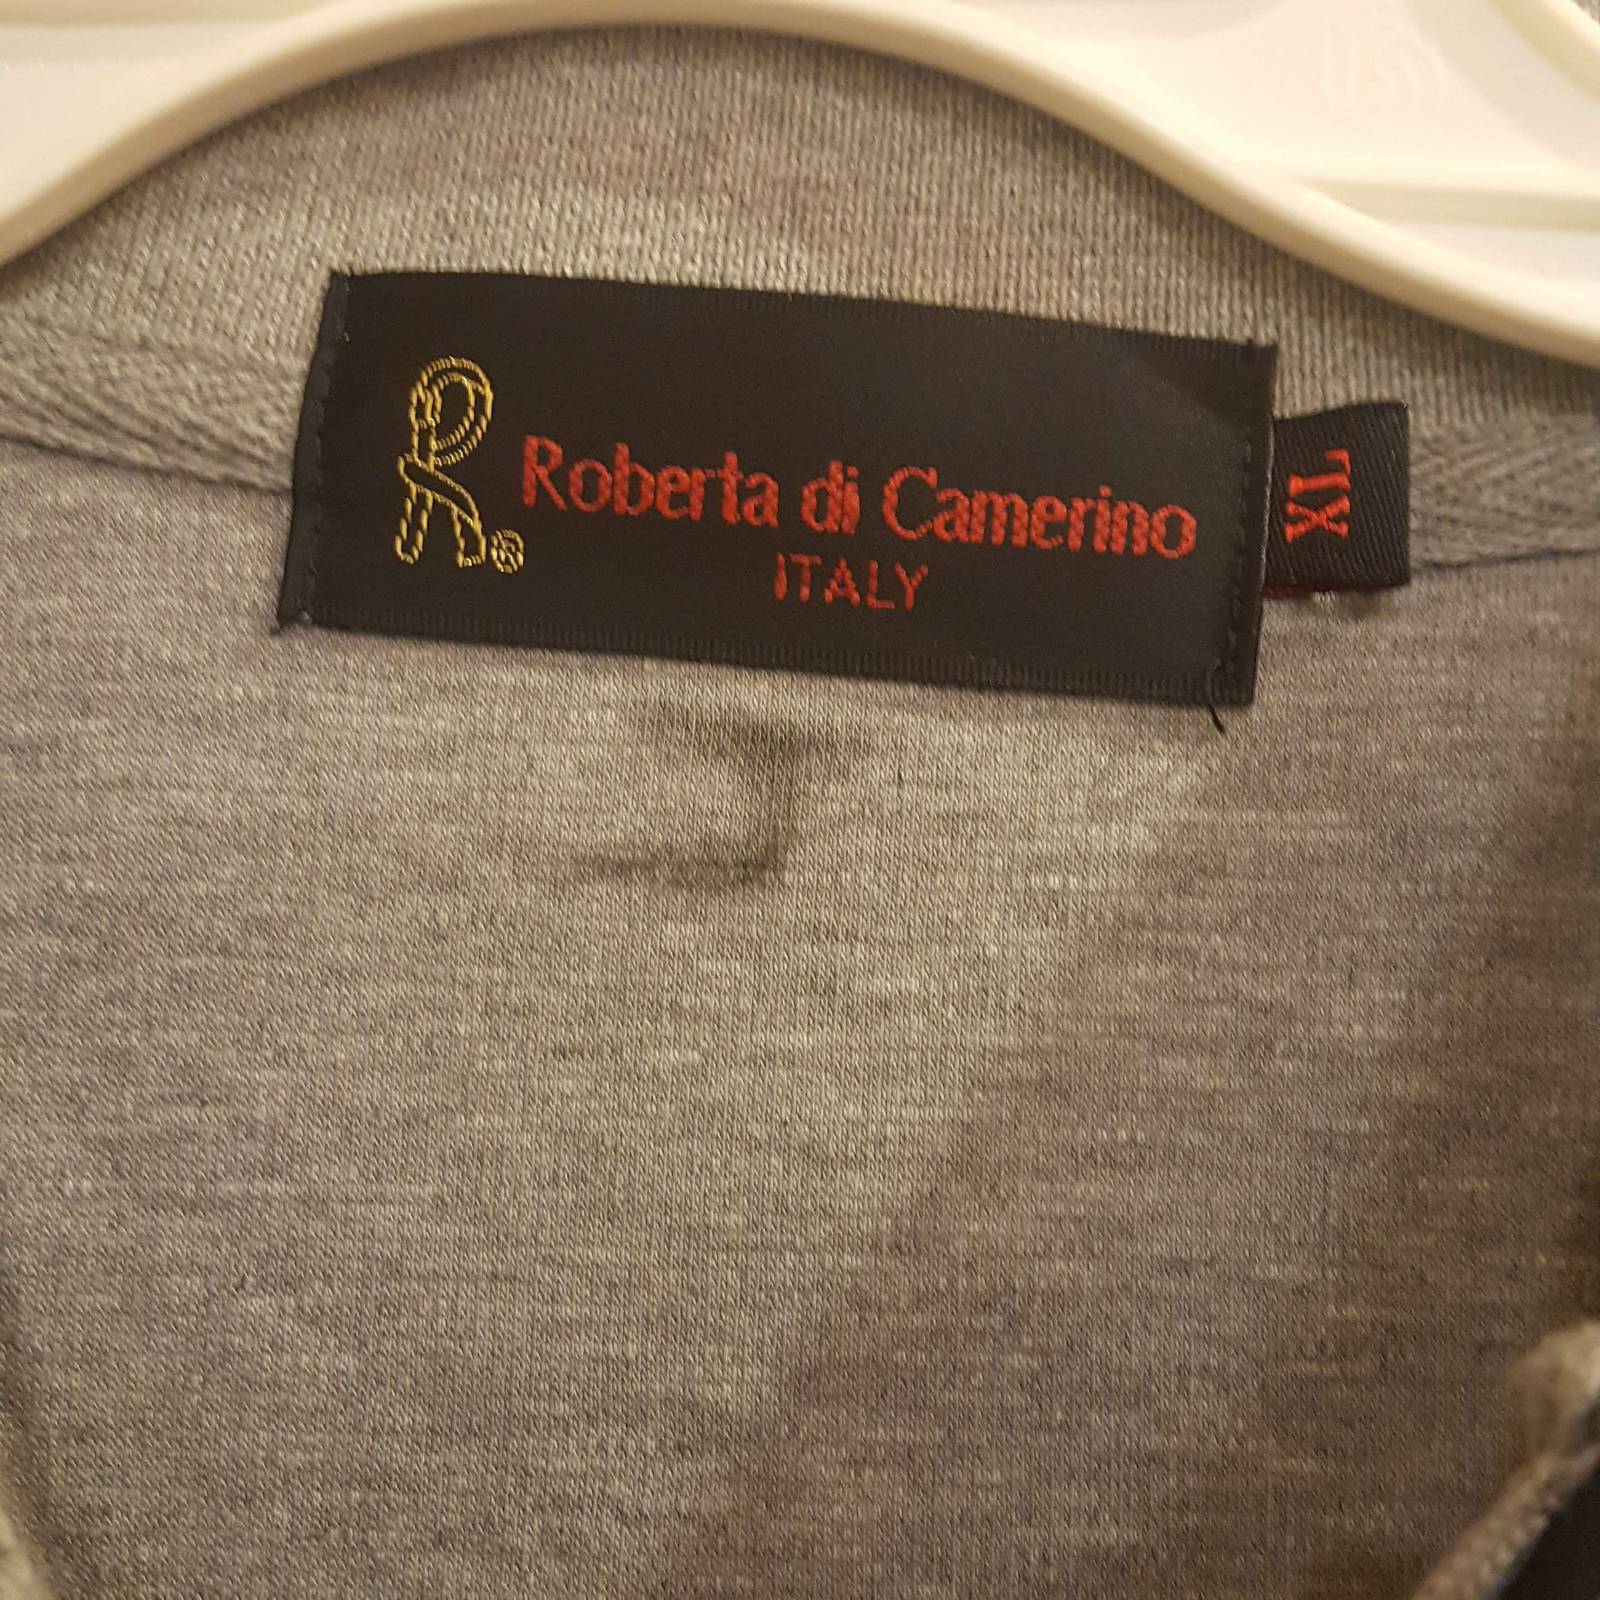 R®
Roberta di Camerino
ITALY
XL